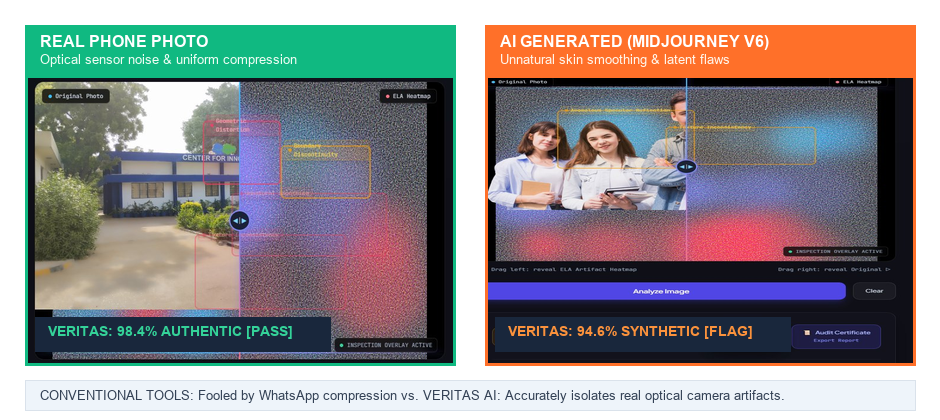 REAL PHONE PHOTO
Optical sensor noise & uniform compression
Original Photo
ELA Heatmap
Geometric
Distortion
Boundary
Discontinuity
CENTER FOR INNO
VERITAS: 98.4% AUTHENTIC [PASS]
INSPECTION OVERLAY ACTIVE
AI GENERATED (MIDJOURNEY V6)
Unnatural skin smoothing & latent flaws
Original Photo
ELA Heatmap
Texture Inconsistency
INSPECTION OVERLAY ACTIVE
Drag left: reveal ELA Artifact Heatmap
Drag right: reveal Original ▷
Analyze Image
Clear
VERITAS: 94.6% SYNTHETIC [FLAG]
Audit Certificate
Export Report
CONVENTIONAL TOOLS: Fooled by WhatsApp compression vs. VERITAS AI: Accurately isolates real optical camera artifacts.